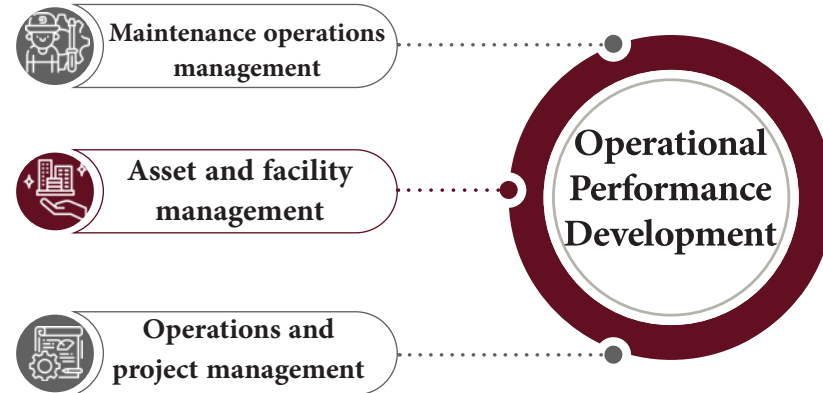 Maintenance operations
management
Asset and facility
management
Operations and
project management
Operational
Performance
Development